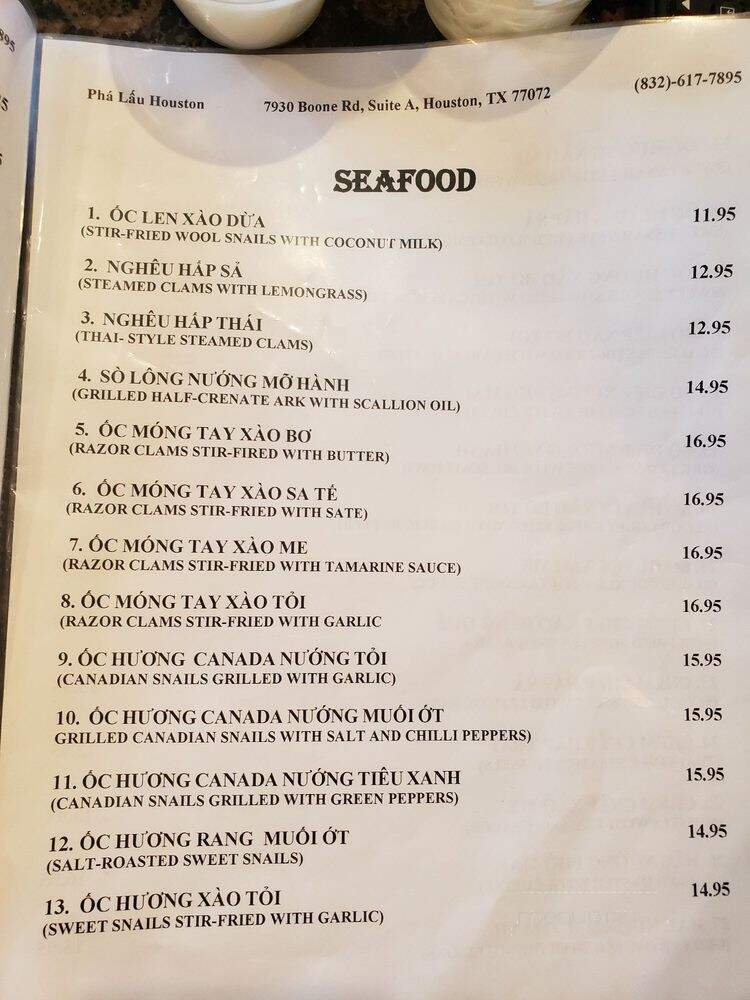 895
Phá Lấu Houston 7930 Boone Rd, Suite A, Houston, TX 77072 (832)-617-7895
SEAFOOD
1. ỐC LEN XÀO DỪA 11.95
(STIR-FRIED WOOL SNAILS WITH COCONUT MILK)
2. NGHÊU HẤP SẢ 12.95
(STEAMED CLAMS WITH LEMONGRASS)
3. NGHÊU HẤP THÁI 12.95
(THAI- STYLE STEAMED CLAMS)
4. SÒ LÔNG NƯỚNG MỠ HÀNH 14.95
(GRILLED HALF-CRENATE ARK WITH SCALLION OIL)
5. ỐC MÓNG TAY XÀO BƠ 16.95
(RAZOR CLAMS STIR-FIRED WITH BUTTER)
6. ỐC MÓNG TAY XÀO SA TẾ 16.95
(RAZOR CLAMS STIR-FRIED WITH SATE)
7. ỐC MÓNG TAY XÀO ME 16.95
(RAZOR CLAMS STIR-FRIED WITH TAMARINE SAUCE)
8. ỐC MÓNG TAY XÀO TỎI 16.95
(RAZOR CLAMS STIR-FRIED WITH GARLIC
9. ỐC HƯƠNG CANADA NƯỚNG TỎI 15.95
(CANADIAN SNAILS GRILLED WITH GARLIC)
10. ỐC HƯƠNG CANADA NƯỚNG MUỐI ỚT 15.95
GRILLED CANADIAN SNAILS WITH SALT AND CHILLI PEPPERS)
11. ỐC HƯƠNG CANADA NƯỚNG TIÊU XANH 15.95
(CANADIAN SNAILS GRILLED WITH GREEN PEPPERS)
12. ỐC HƯƠNG RANG MUỐI ỚT 14.95
(SALT-ROASTED SWEET SNAILS)
13. ỐC HƯƠNG XÀO TỎI 14.95
(SWEET SNAILS STIR-FRIED WITH GARLIC)